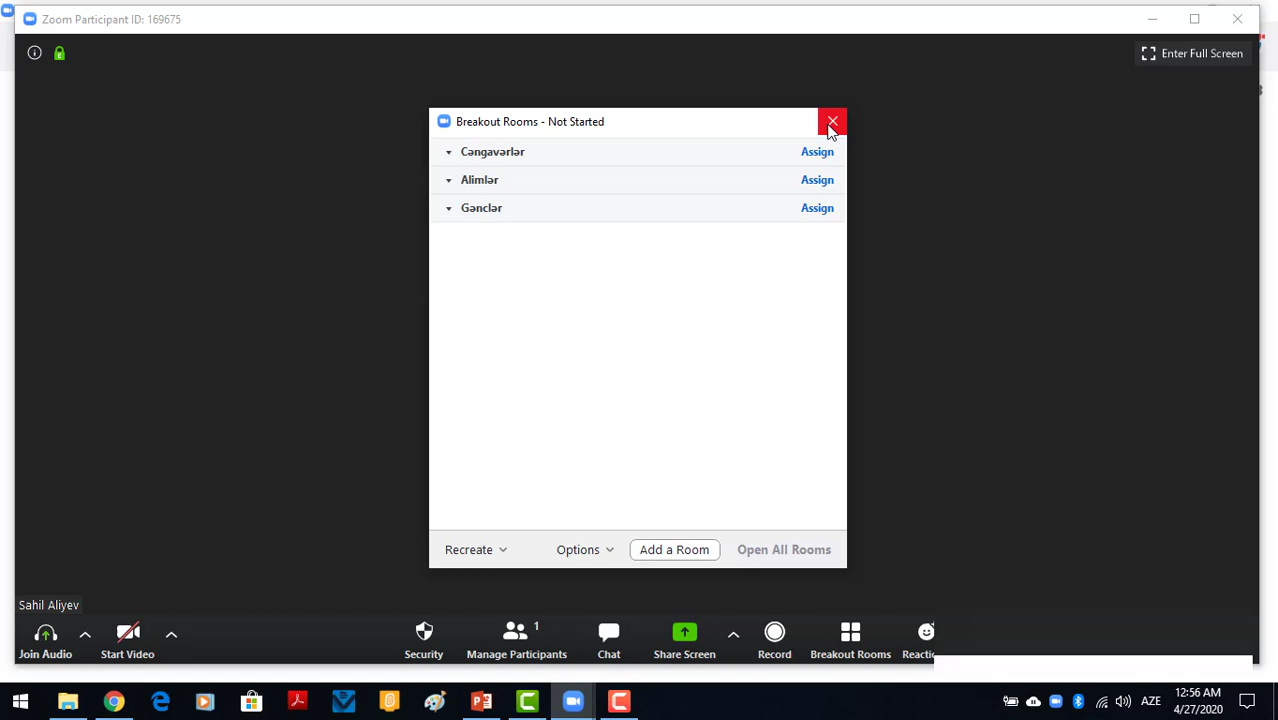 Zoom Participant ID: 169675
Enter Full Screen
Breakout Rooms - Not Started
Cəngavərlər Assign
Alimlər Assign
Gənclər Assign
Recreate Options Add a Room Open All Rooms
Sahil Aliyev
1
Join Audio Start Video Security Manage Participants Chat Share Screen Record Breakout Rooms Reacti
AZE
12:56 AM
4/27/2020